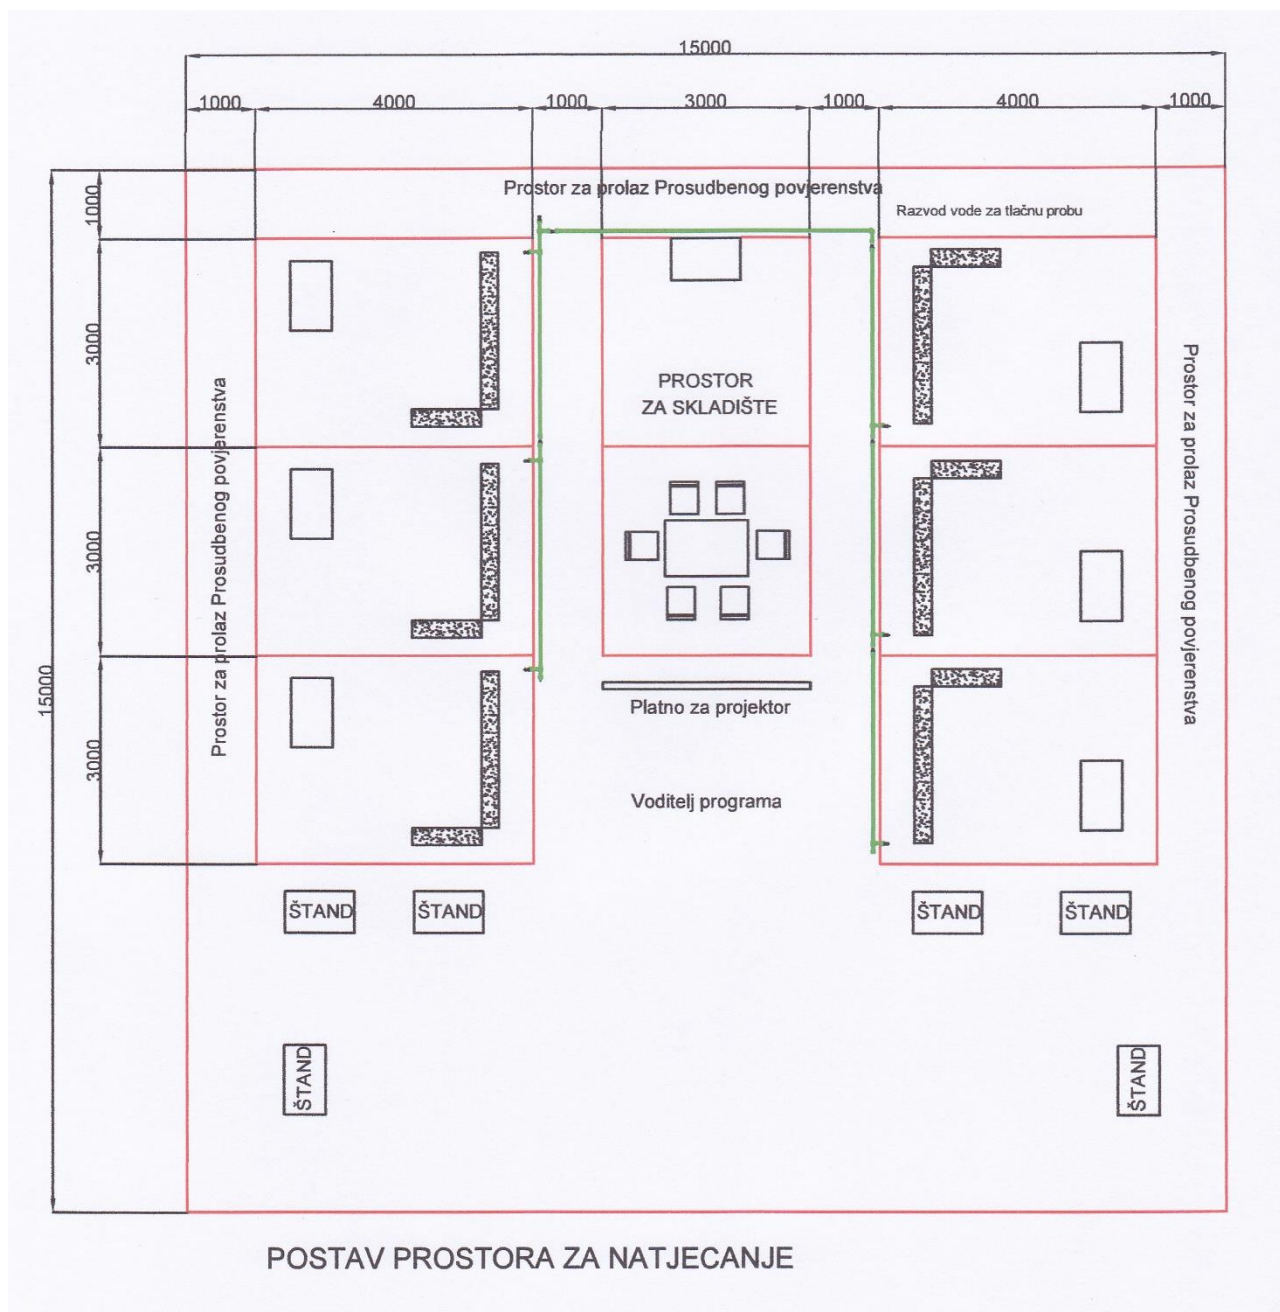 15000
1000 4000 1000 3000 1000 4000 1000
1000
Prostor za prolaz Prosudbenog povjerenstva
Razvod vode za tlačnu probu
3000
PROSTOR
ZA SKLADIŠTE
Prostor za prolaz Prosudbenog povjerenstva
Prostor za prolaz Prosudbenog povjerenstva
3000
15000
Platno za projektor
3000
Voditelj programa
ŠTAND ŠTAND ŠTAND ŠTAND
ŠTAND ŠTAND
POSTAV PROSTORA ZA NATJECANJE